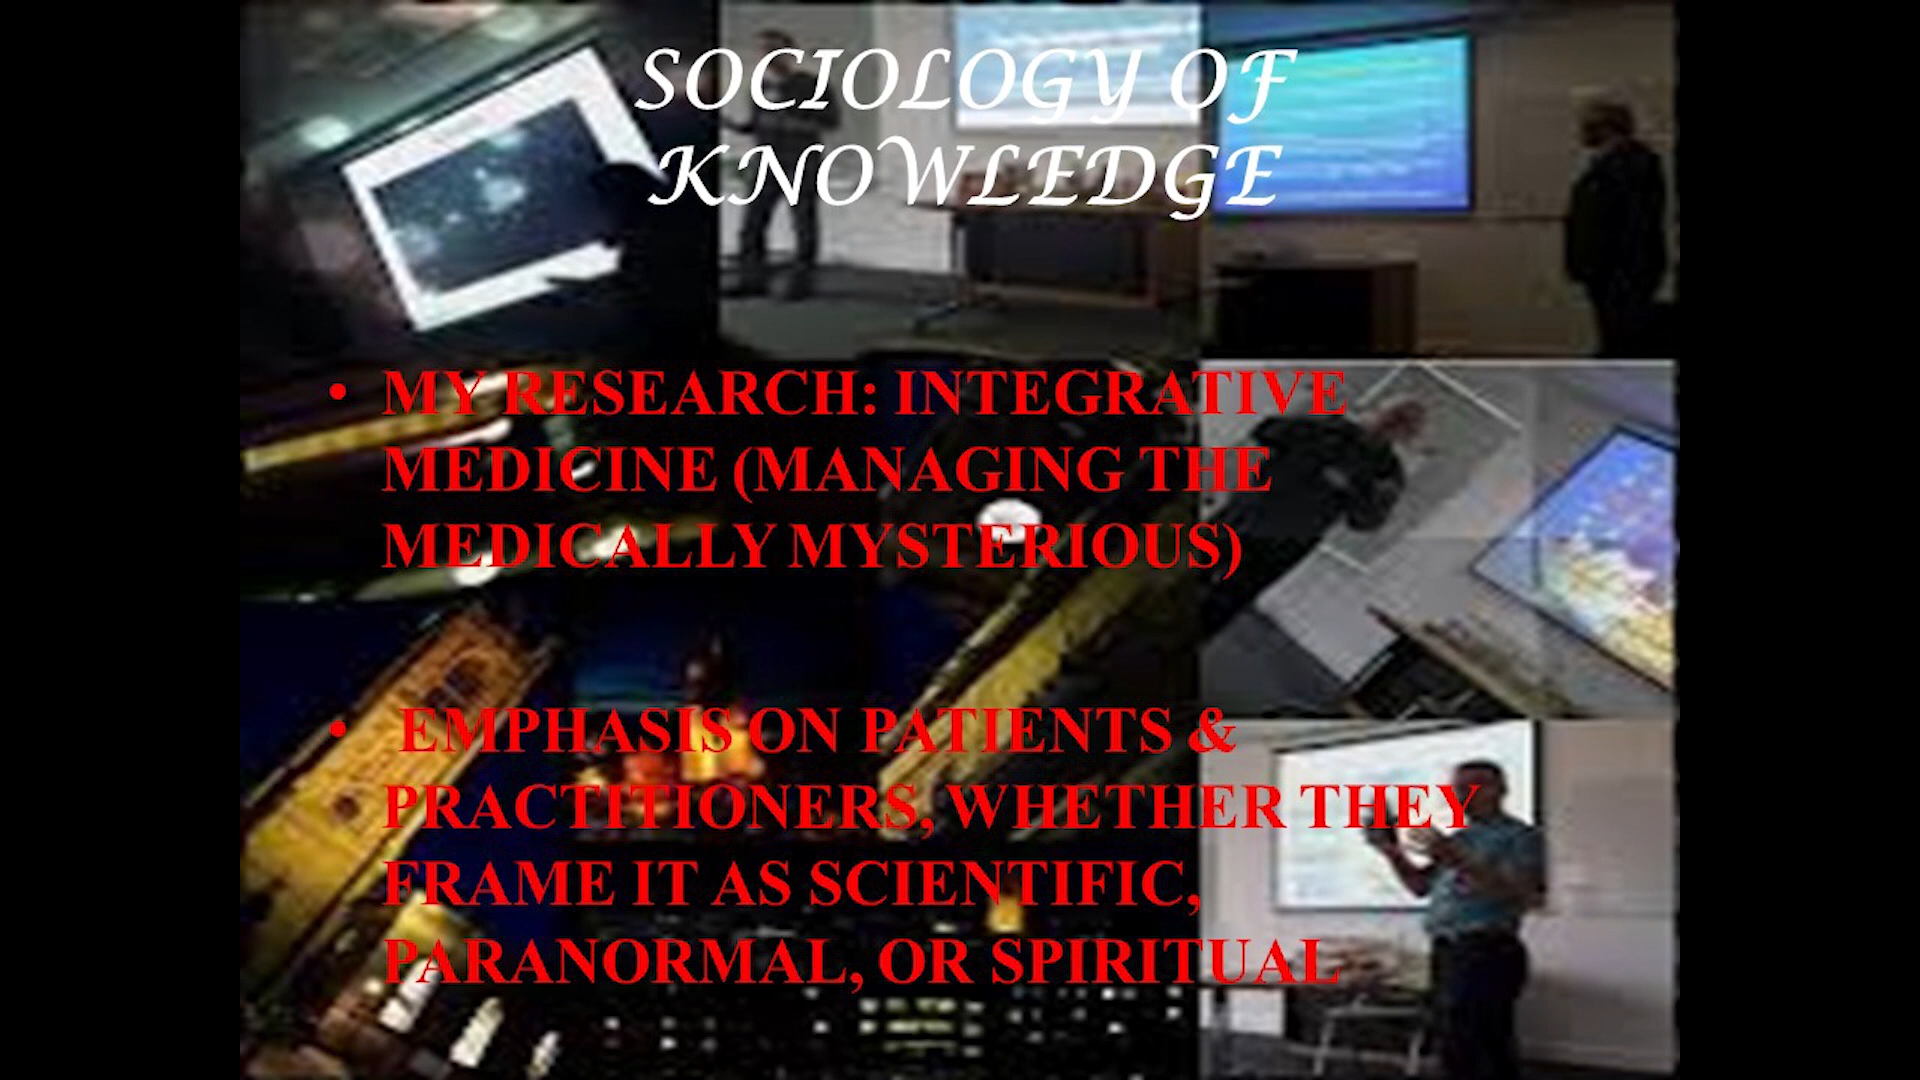 SOCIOLOGY OF
KNOWLEDGE
• MY RESEARCH: INTEGRATIVE
MEDICINE (MANAGING THE
MEDICALLY MYSTERIOUS)
• EMPHASIS ON PATIENTS &
PRACTITIONERS, WHETHER THEY
FRAME IT AS SCIENTIFIC,
PARANORMAL, OR SPIRITUAL